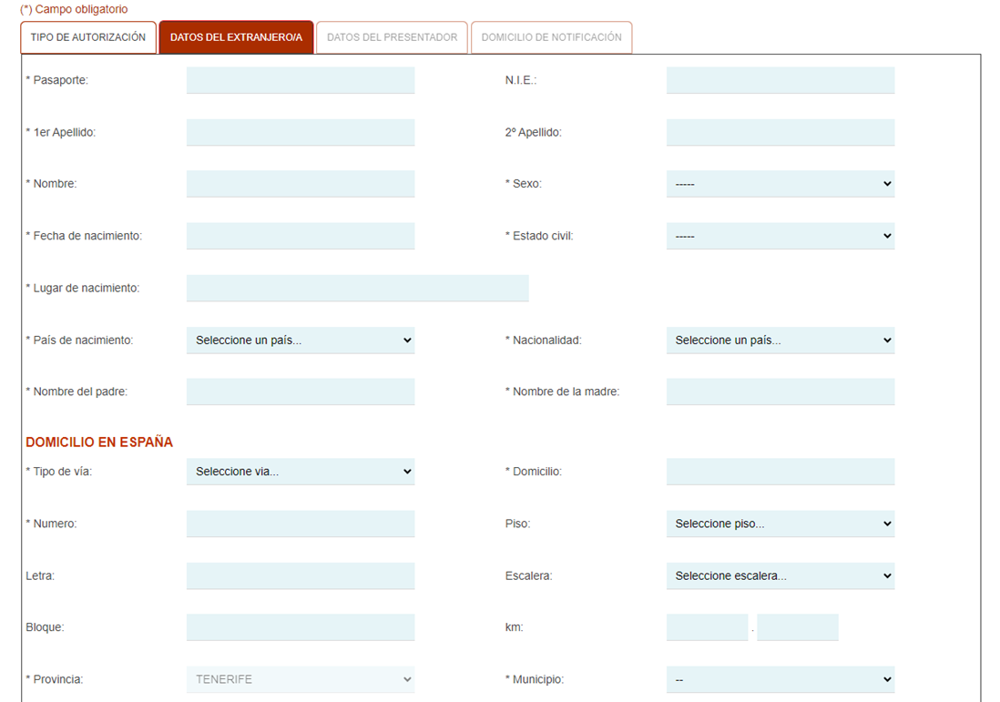 (*) Campo obligatorio
TIPO DE AUTORIZACIÓN DATOS DEL EXTRANJERO/A DATOS DEL PRESENTADOR DOMICILIO DE NOTIFICACIÓN
* Pasaporte: N.I.E.:
* 1er Apellido: 2º Apellido:
* Nombre: * Sexo: -----
* Fecha de nacimiento: * Estado civil: -----
* Lugar de nacimiento:
* País de nacimiento: Seleccione un país... * Nacionalidad: Seleccione un país...
* Nombre del padre: * Nombre de la madre:
DOMICILIO EN ESPAÑA
* Tipo de vía: Seleccione via... * Domicilio:
* Numero: Piso: Seleccione piso...
Letra: Escalera: Seleccione escalera...
Bloque: km: .
* Provincia: TENERIFE * Municipio: --